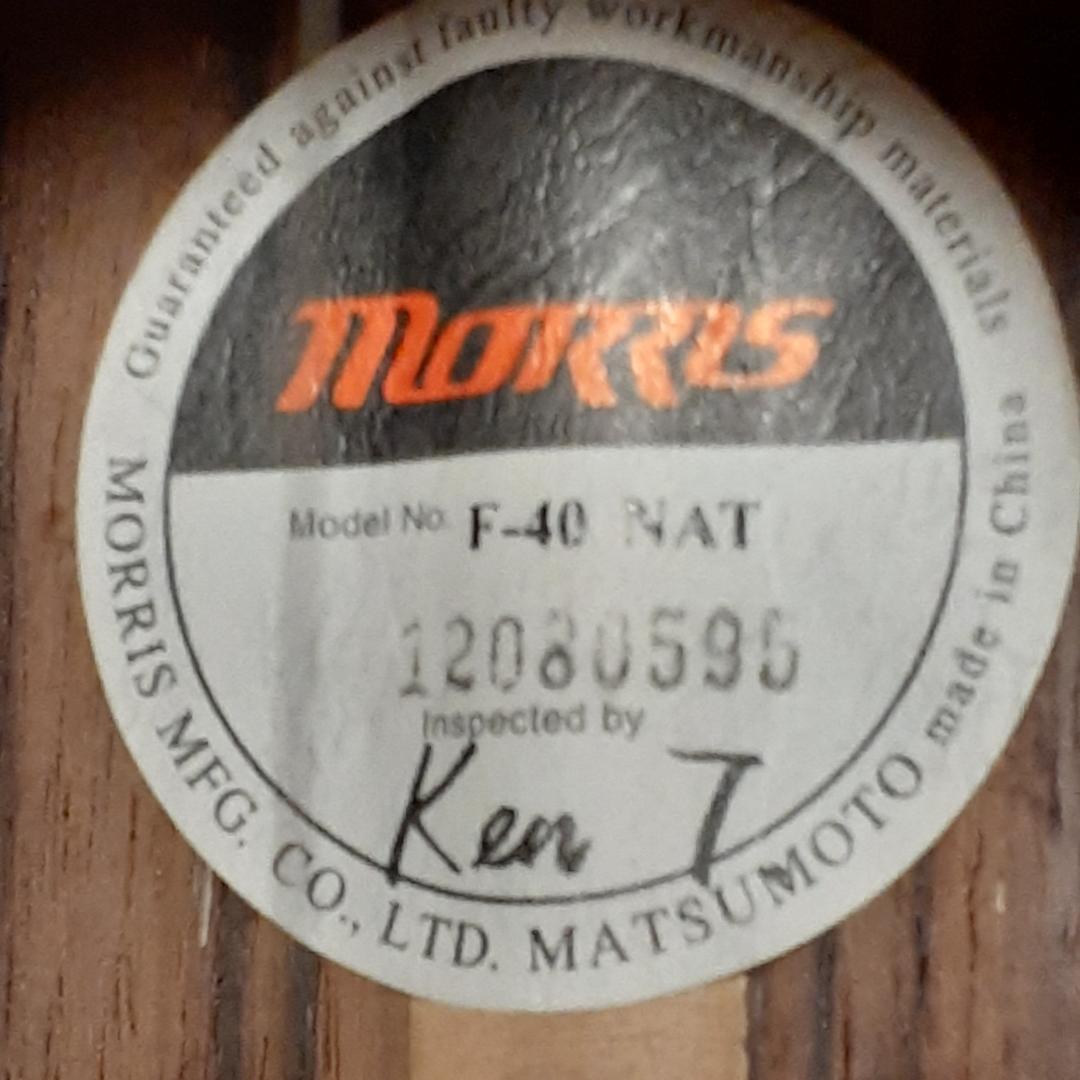 Guaranteed against faulty workmanship materials
MORRIS
Model No. F-40 NAT
12080595
Inspected by
Ken T
MORRIS MFG. CO., LTD. MATSUMOTO made in China